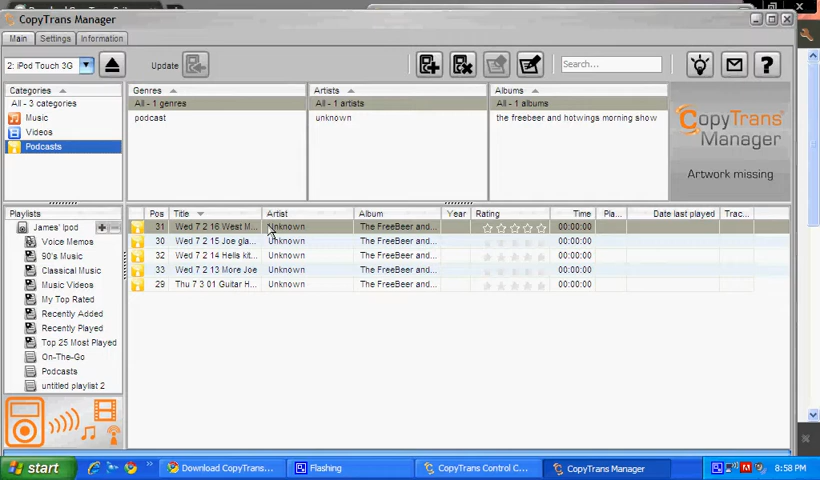 CopyTrans Manager
Main Settings Information
2: iPod Touch 3G
Update
Search...
Categories
All - 3 categories
Music
Videos
Podcasts
Genres
All - 1 genres
podcast
Artists
All - 1 artists
unknown
Albums
All - 1 albums
the freebeer and hotwings morning show
CopyTrans
Manager
Artwork missing
Playlists
James' Ipod
Voice Memos
90's Music
Classical Music
Music Videos
My Top Rated
Recently Added
Recently Played
Top 25 Most Played
On-The-Go
Podcasts
untitled playlist 2
Pos Title Artist Album Year Rating Time Pla... Date last played Trac...
31 Wed 7 2 16 West M... Unknown The FreeBeer and... 00:00:00
30 Wed 7 2 15 Joe gla... Unknown The FreeBeer and... 00:00:00
32 Wed 7 2 14 Hells kit... Unknown The FreeBeer and... 00:00:00
33 Wed 7 2 13 More Joe Unknown The FreeBeer and... 00:00:00
29 Thu 7 3 01 Guitar H... Unknown The FreeBeer and... 00:00:00
start Download CopyTrans... Flashing CopyTrans Control C... CopyTrans Manager 8:58 PM